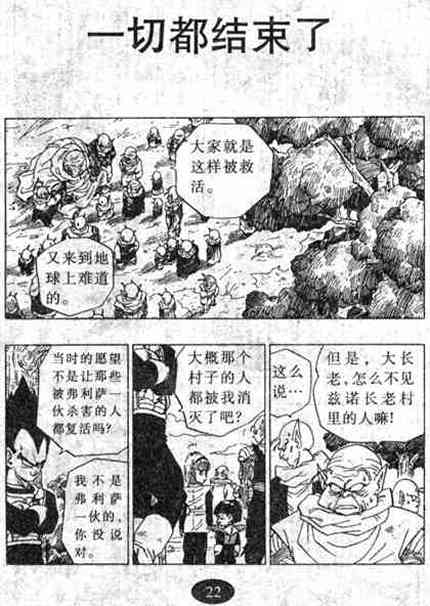 一切都结束了
大家就是
这样被救
活。
又来到地
球上难道
的。
但是，大长
老，怎么不见
兹诺长老村
里的人嘛!
这么
说…
大概那个
村子的人
都被我消
灭了吧?
当时的愿望
不是让那些
被弗利萨一
伙杀害的人
都复活吗?
我不是
弗利萨
一伙的，
你没说
对。
22